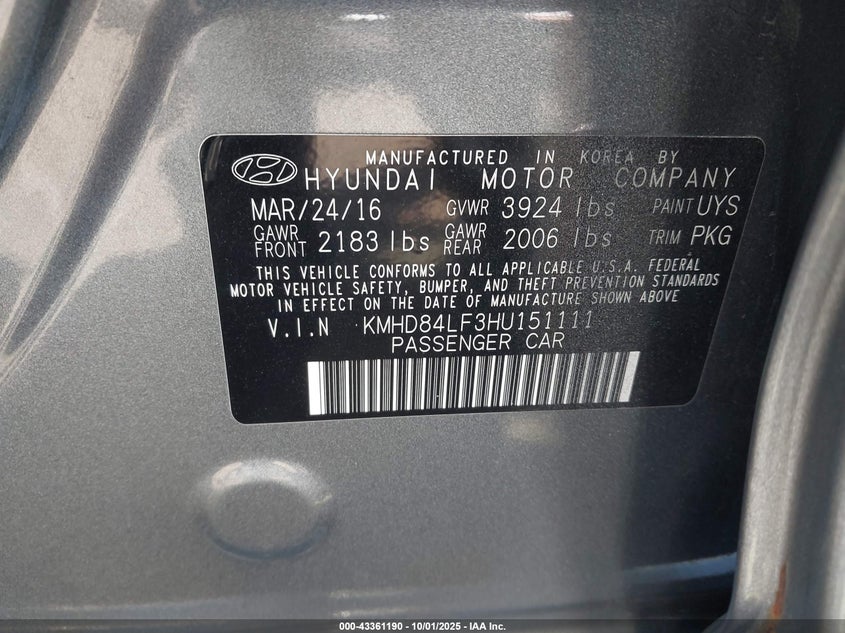 MANUFACTURED IN KOREA BY
HYUNDAI MOTOR COMPANY
MAR/24/16 GVWR 3924 lbs PAINT UYS
GAWR FRONT 2183 lbs GAWR REAR 2006 lbs TRIM PKG
THIS VEHICLE CONFORMS TO ALL APPLICABLE U.S.A. FEDERAL
MOTOR VEHICLE SAFETY, BUMPER, AND THEFT PREVENTION STANDARDS
IN EFFECT ON THE DATE OF MANUFACTURE SHOWN ABOVE
V.I.N KMHD84LF3HU151111
PASSENGER CAR
000-43361190 - 10/01/2025 - IAA Inc.